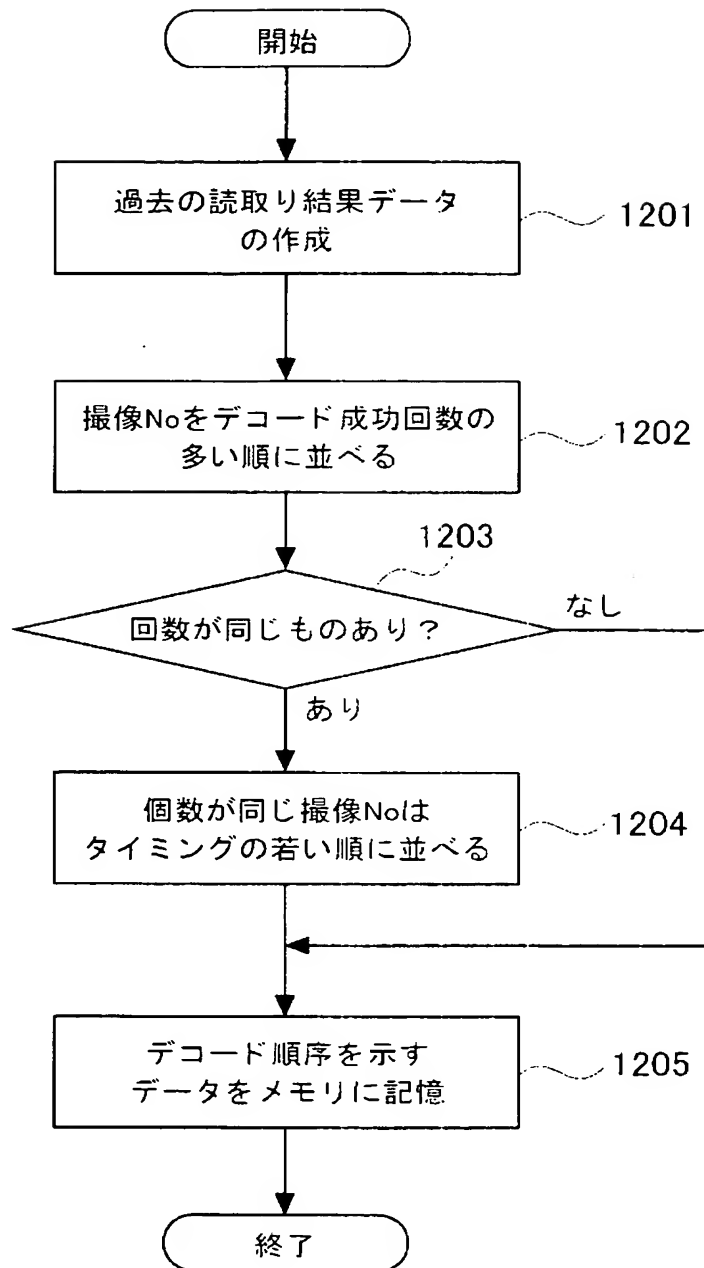 開始
過去の読取り結果データ
の作成
1201
撮像Noをデコード成功回数の
多い順に並べる
1202
1203
回数が同じものあり？
なし
あり
個数が同じ撮像Noは
タイミングの若い順に並べる
1204
デコード順序を示す
データをメモリに記憶
1205
終了